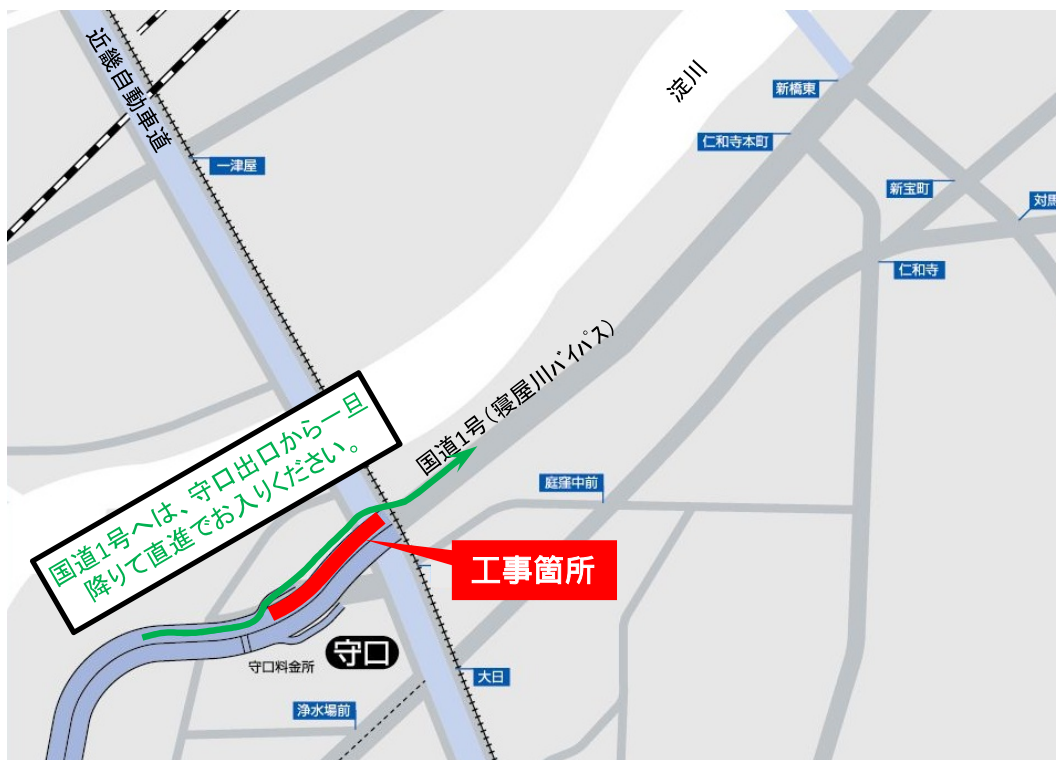 近畿自動車道
淀川
新橋東
仁和寺本町
一津屋
新宝町
対馬
仁和寺
国道1号(寝屋川バイパス)
国道1号へは、守口出口から一旦
降りて直進でお入りください。
庭窪中前
工事箇所
守口
守口料金所
大日
浄水場前